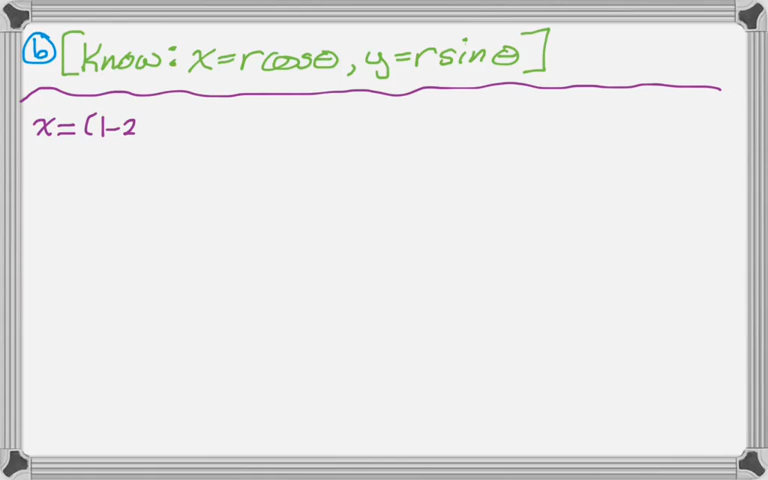 b [Know: x=rcosθ, y=rsinθ]
x=(1-2